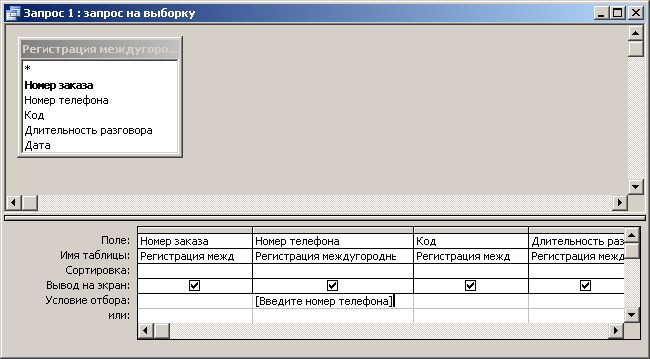 Запрос 1 : запрос на выборку
Регистрация междугоро...
*
Номер заказа
Номер телефона
Код
Длительность разговора
Дата
Поле: Номер заказа Номер телефона Код Длительность раз
Имя таблицы: Регистрация межд Регистрация междугороднь Регистрация межд Регистрация межд
Сортировка:
Вывод на экран:
Условие отбора: [Введите номер телефона]
или: